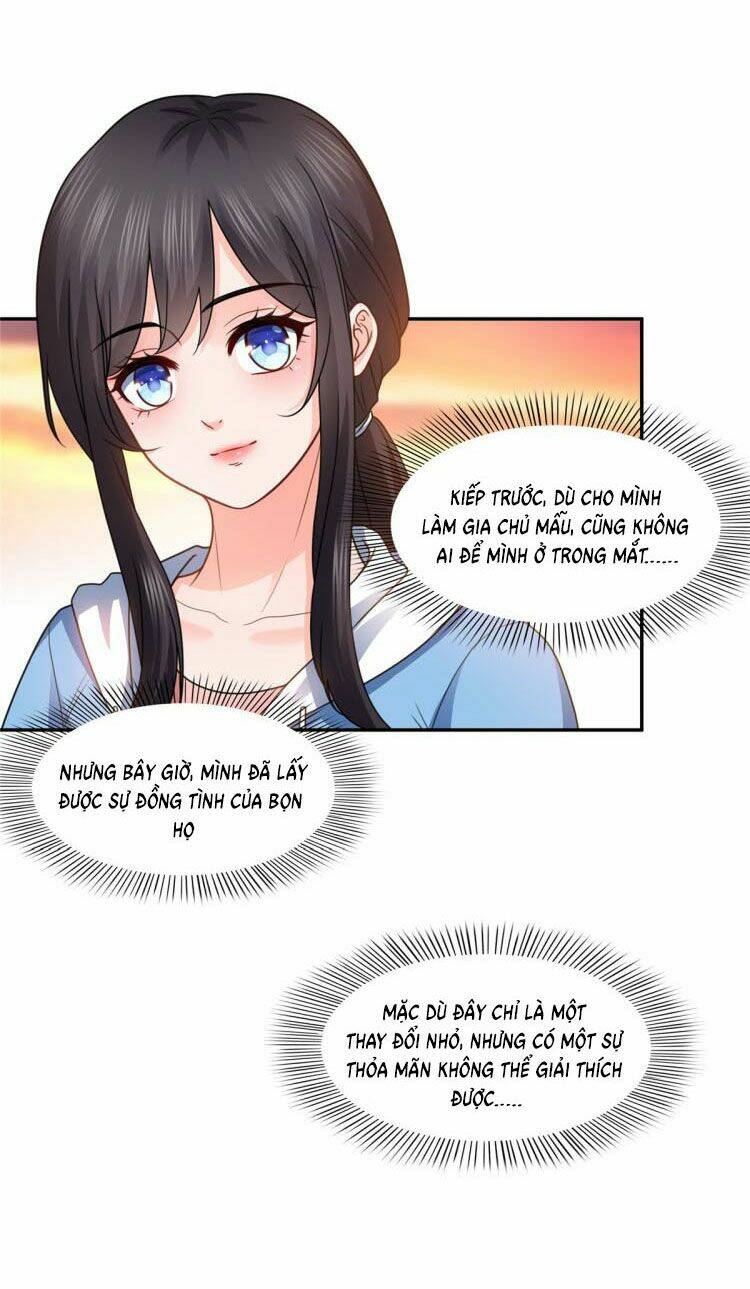 KIẾP TRƯỚC, DÙ CHO MÌNH
LÀM GIA CHỦ MẪU, CŨNG KHÔNG
AI ĐỂ MÌNH Ở TRONG MẮT......
NHƯNG BÂY GIỜ, MÌNH ĐÃ LẤY
ĐƯỢC SỰ ĐỒNG TÌNH CỦA BỌN
HỌ
MẶC DÙ ĐÂY CHỈ LÀ MỘT
THAY ĐỔI NHỎ, NHƯNG CÓ MỘT SỰ
THỎA MÃN KHÔNG THỂ GIẢI THÍCH
ĐƯỢC.....